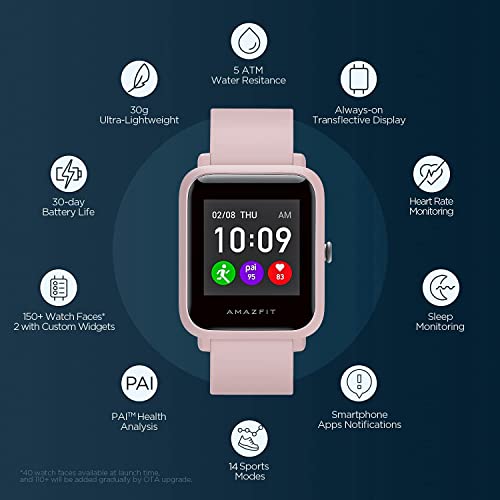 5 ATM
Water Resitance
30g
Ultra-Lightweight
Always-on
Transflective Display
30-day
Battery Life
Heart Rate
Monitoring
02/08 THU AM
10:09
pai
95
83
AMAZFIT
150+ Watch Faces*
2 with Custom Widgets
Sleep
Monitoring
PAI
PAI™ Health
Analysis
Smartphone
Apps Notifications
14 Sports
Modes
*40 watch faces available at launch time,
and 110+ will be added gradually by OTA upgrade.